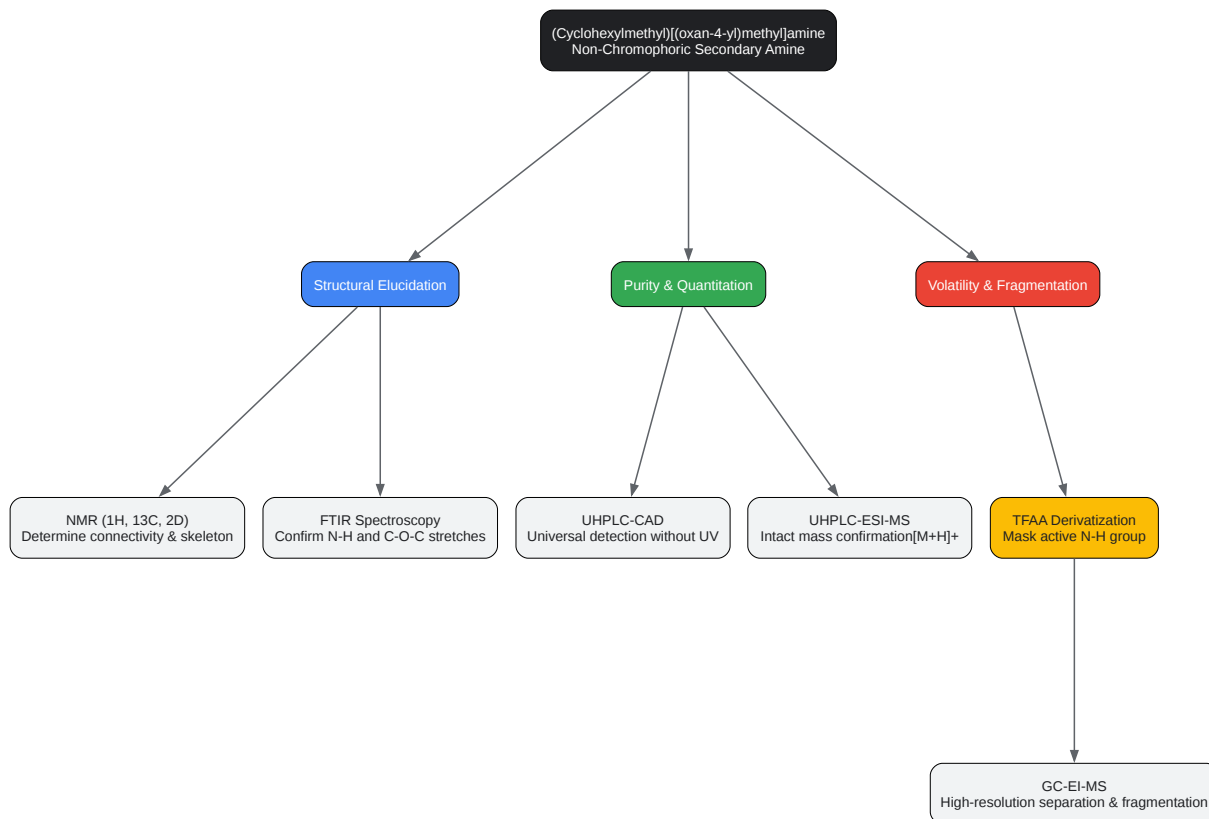 (Cyclohexylmethyl)[(oxan-4-yl)methyl]amine
Non-Chromophoric Secondary Amine
Structural Elucidation
Purity & Quantitation
Volatility & Fragmentation
NMR (1H, 13C, 2D)
Determine connectivity & skeleton
FTIR Spectroscopy
Confirm N-H and C-O-C stretches
UHPLC-CAD
Universal detection without UV
UHPLC-ESI-MS
Intact mass confirmation[M+H]+
TFAA Derivatization
Mask active N-H group
GC-EI-MS
High-resolution separation & fragmentation